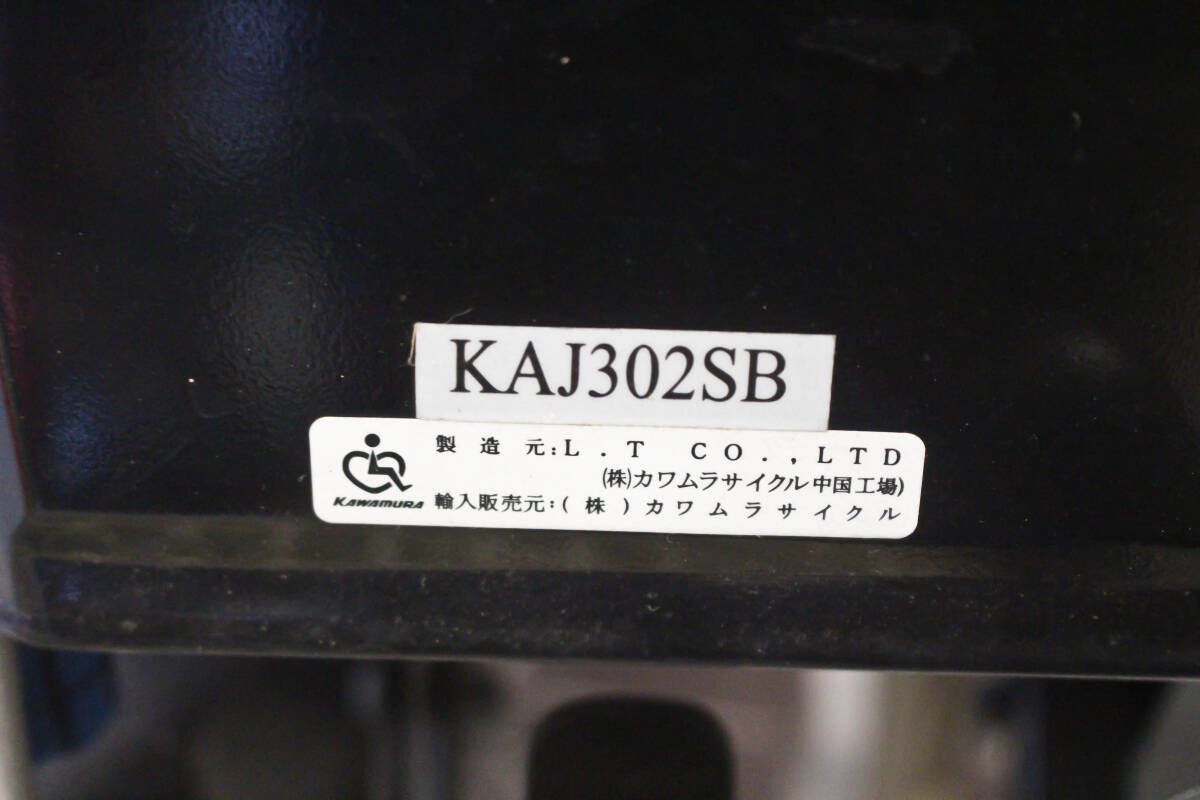 KAJ302SB
製造元:L.T CO.,LTD
(株)カワムラサイクル中国工場)
KAWAMURA
輸入販売元:(株)カワムラサイクル